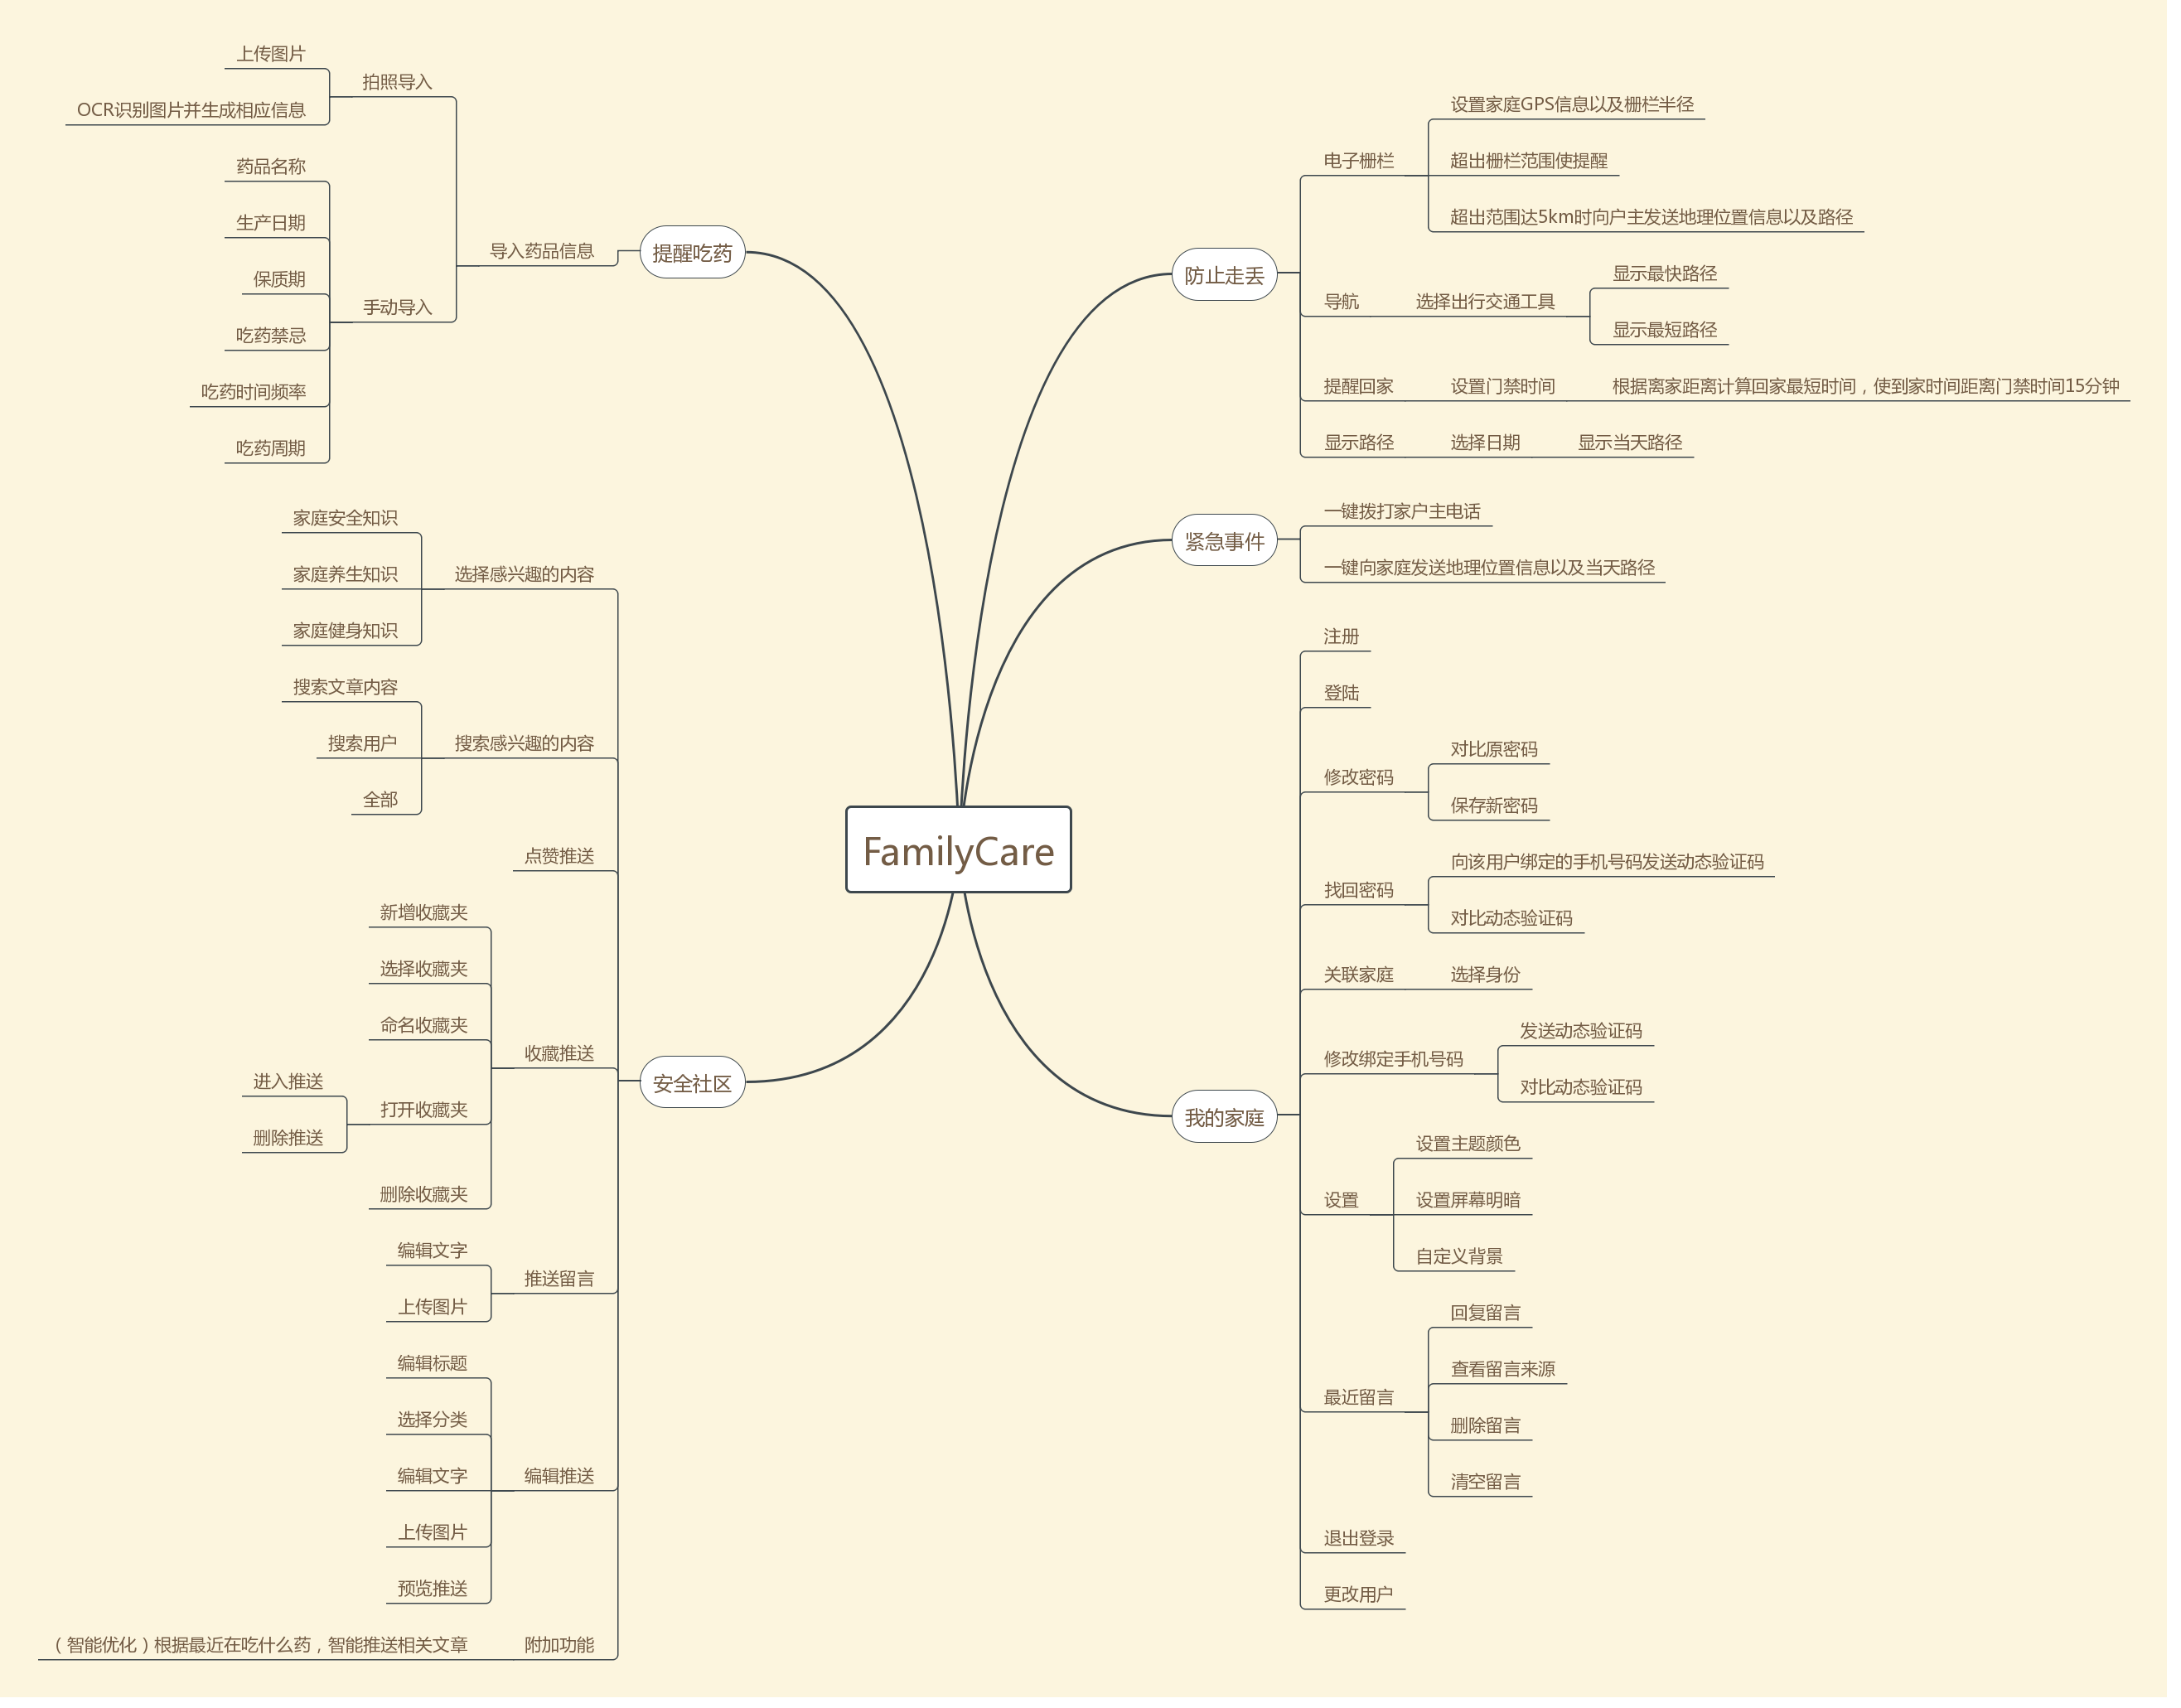 FamilyCare
防止走丢
电子栅栏
设置家庭GPS信息以及栅栏半径
超出栅栏范围使提醒
超出范围达5km时向户主发送地理位置信息以及路径
导航
选择出行交通工具
显示最快路径
显示最短路径
提醒回家
设置门禁时间
根据离家距离计算回家最短时间，使到家时间距离门禁时间15分钟
显示路径
选择日期
显示当天路径
紧急事件
一键拨打家户主电话
一键向家庭发送地理位置信息以及当天路径
我的家庭
注册
登陆
修改密码
对比原密码
保存新密码
找回密码
向该用户绑定的手机号码发送动态验证码
对比动态验证码
关联家庭
选择身份
修改绑定手机号码
发送动态验证码
对比动态验证码
设置
设置主题颜色
设置屏幕明暗
自定义背景
最近留言
回复留言
查看留言来源
删除留言
清空留言
退出登录
更改用户
提醒吃药
导入药品信息
拍照导入
上传图片
OCR识别图片并生成相应信息
手动导入
药品名称
生产日期
保质期
吃药禁忌
吃药时间频率
吃药周期
安全社区
选择感兴趣的内容
家庭安全知识
家庭养生知识
家庭健身知识
搜索感兴趣的内容
搜索文章内容
搜索用户
全部
点赞推送
收藏推送
新增收藏夹
选择收藏夹
命名收藏夹
打开收藏夹
进入推送
删除推送
删除收藏夹
推送留言
编辑文字
上传图片
编辑推送
编辑标题
选择分类
编辑文字
上传图片
预览推送
附加功能
（智能优化）根据最近在吃什么药，智能推送相关文章